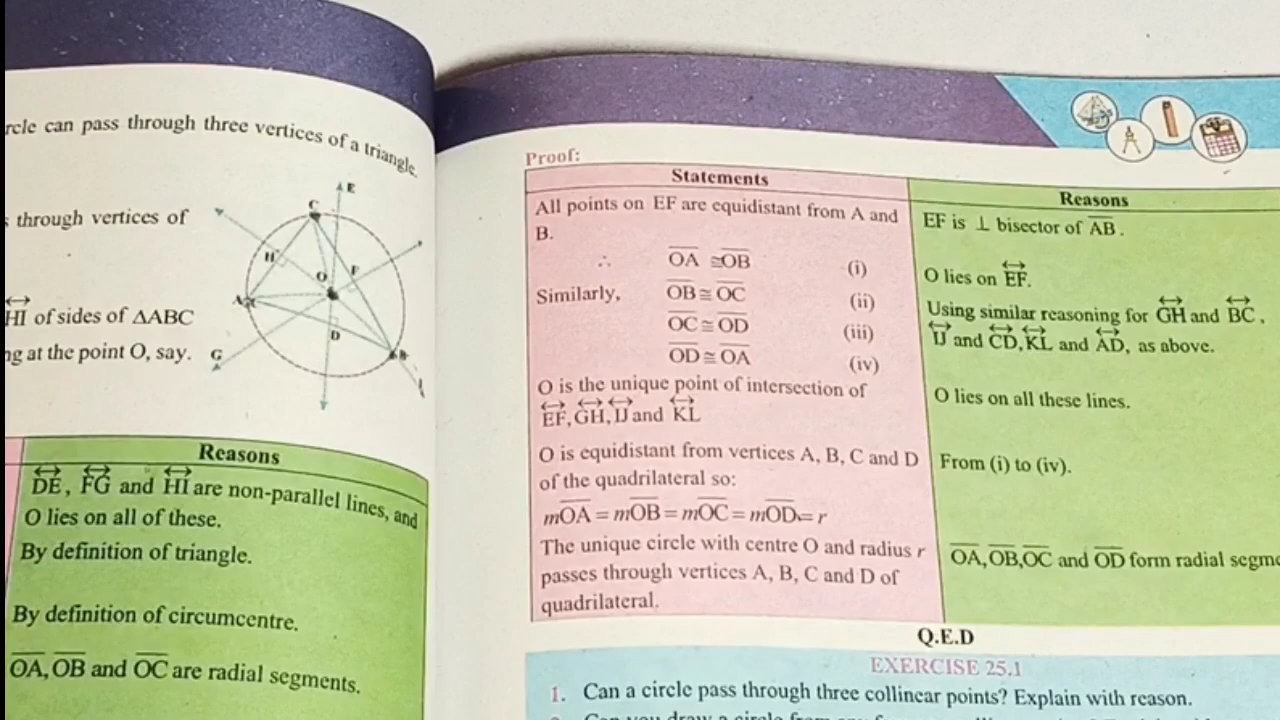 rcle can pass through three vertices of a triangle.
through vertices of
HI of sides of ΔABC
ng at the point O, say.
E
C
H
O
F
A
D
B
G
Reasons
DE, FG and HI are non-parallel lines, and
O lies on all of these.
By definition of triangle.
By definition of circumcentre.
OA, OB and OC are radial segments.
Proof:
Statements
Reasons
All points on EF are equidistant from A and
B.
EF is ⊥ bisector of AB.
∴ OA ≅ OB (i)
O lies on EF.
Similarly, OB ≅ OC (ii)
Using similar reasoning for GH and BC,
OC ≅ OD (iii)
IJ and CD, KL and AD, as above.
OD ≅ OA (iv)
O is the unique point of intersection of
EF, GH, IJ and KL
O lies on all these lines.
O is equidistant from vertices A, B, C and D
of the quadrilateral so:
From (i) to (iv).
mOA = mOB = mOC = mOD = r
The unique circle with centre O and radius r
passes through vertices A, B, C and D of
quadrilateral.
OA, OB, OC and OD form radial segme
Q.E.D
EXERCISE 25.1
1. Can a circle pass through three collinear points? Explain with reason.